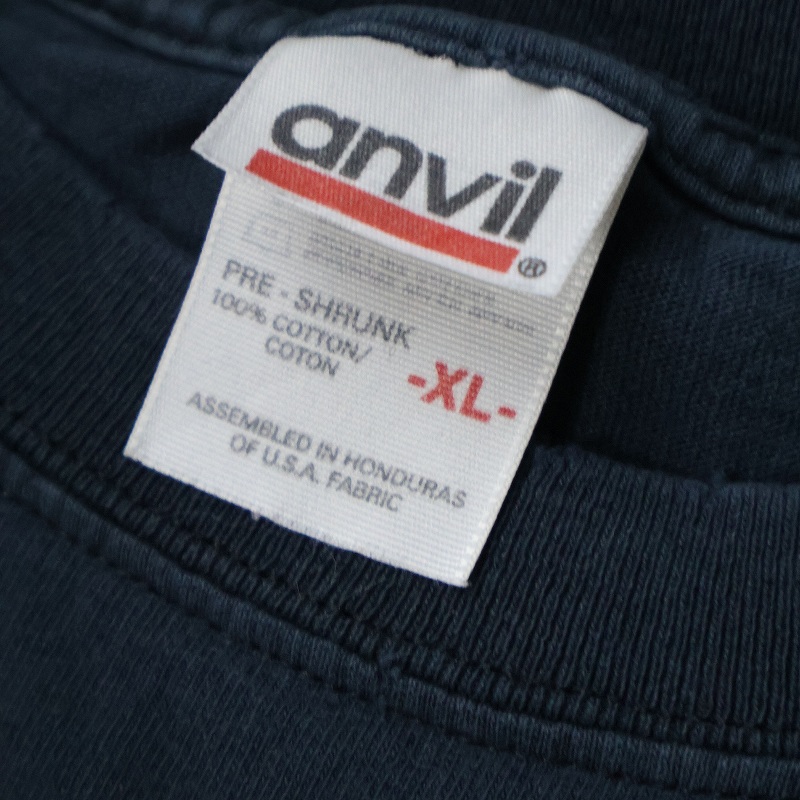 anvil®
PRE - SHRUNK
100% COTTON/
COTON
-XL-
ASSEMBLED IN HONDURAS
OF U.S.A. FABRIC